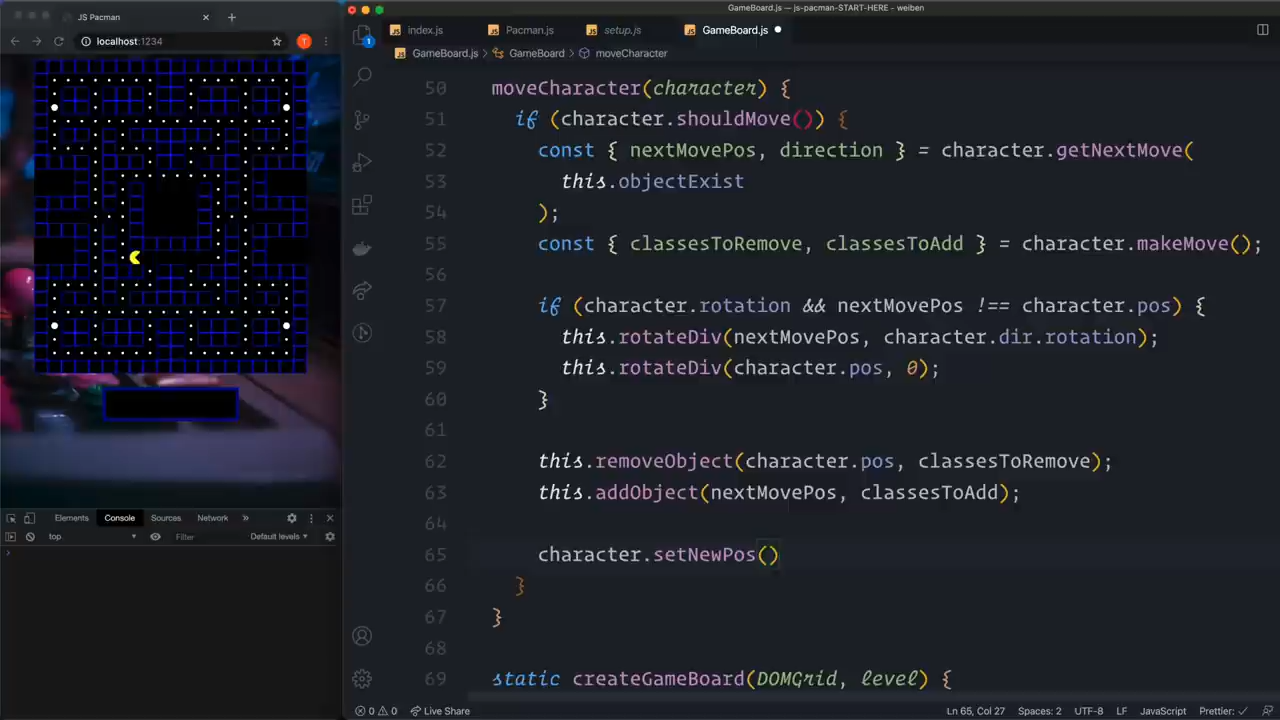 JS Pacman
localhost:1234
T
Elements Console Sources Network »
top Filter Default levels
GameBoard.js — js-pacman-START-HERE - weiben
index.js Pacman.js setup.js GameBoard.js
GameBoard.js > GameBoard > moveCharacter
1
50 moveCharacter(character) {
51 if (character.shouldMove()) {
52 const { nextMovePos, direction } = character.getNextMove(
53 this.objectExist
54 );
55 const { classesToRemove, classesToAdd } = character.makeMove();
56
57 if (character.rotation && nextMovePos !== character.pos) {
58 this.rotateDiv(nextMovePos, character.dir.rotation);
59 this.rotateDiv(character.pos, 0);
60 }
61
62 this.removeObject(character.pos, classesToRemove);
63 this.addObject(nextMovePos, classesToAdd);
64
65 character.setNewPos()
66 }
67 }
68
69 static createGameBoard(DOMGrid, level) {
0 0 Live Share Ln 65, Col 27 Spaces: 2 UTF-8 LF JavaScript Prettier: ✓